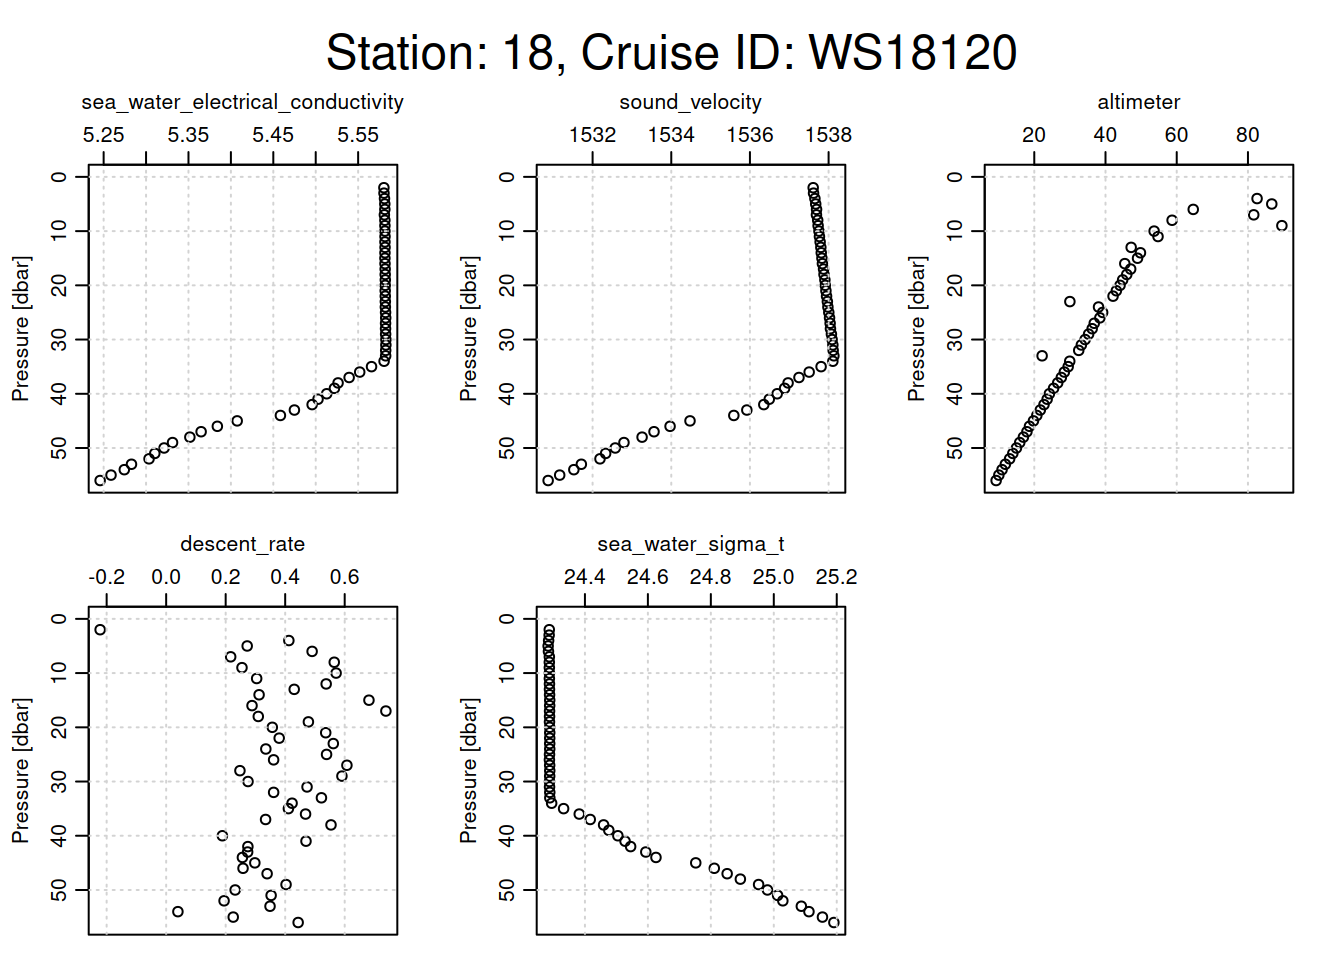 Station: 18, Cruise ID: WS18120
sea_water_electrical_conductivity
5.25 5.35 5.45 5.55
Pressure [dbar]
0
10
20
30
40
50
sound_velocity
1532 1534 1536 1538
Pressure [dbar]
0
10
20
30
40
50
altimeter
20 40 60 80
Pressure [dbar]
0
10
20
30
40
50
descent_rate
-0.2 0.0 0.2 0.4 0.6
Pressure [dbar]
0
10
20
30
40
50
sea_water_sigma_t
24.4 24.6 24.8 25.0 25.2
Pressure [dbar]
0
10
20
30
40
50